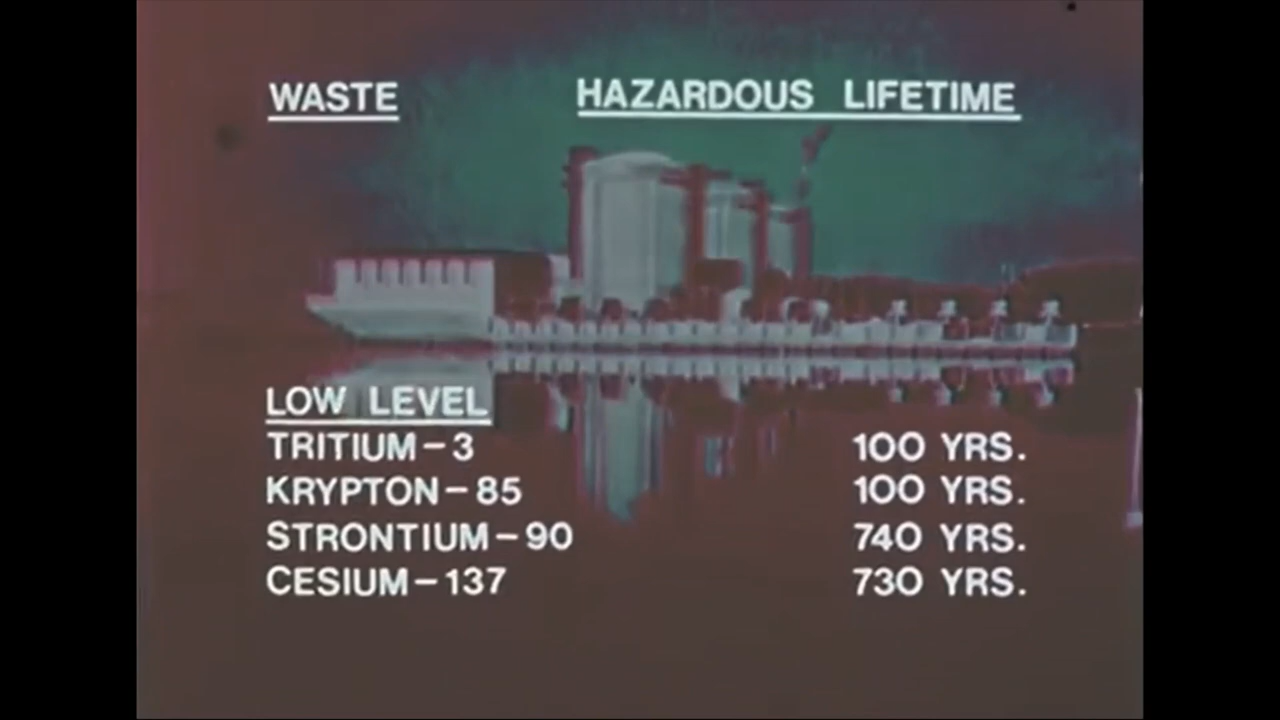 WASTE HAZARDOUS LIFETIME
LOW LEVEL
TRITIUM-3 100 YRS.
KRYPTON-85 100 YRS.
STRONTIUM-90 740 YRS.
CESIUM-137 730 YRS.